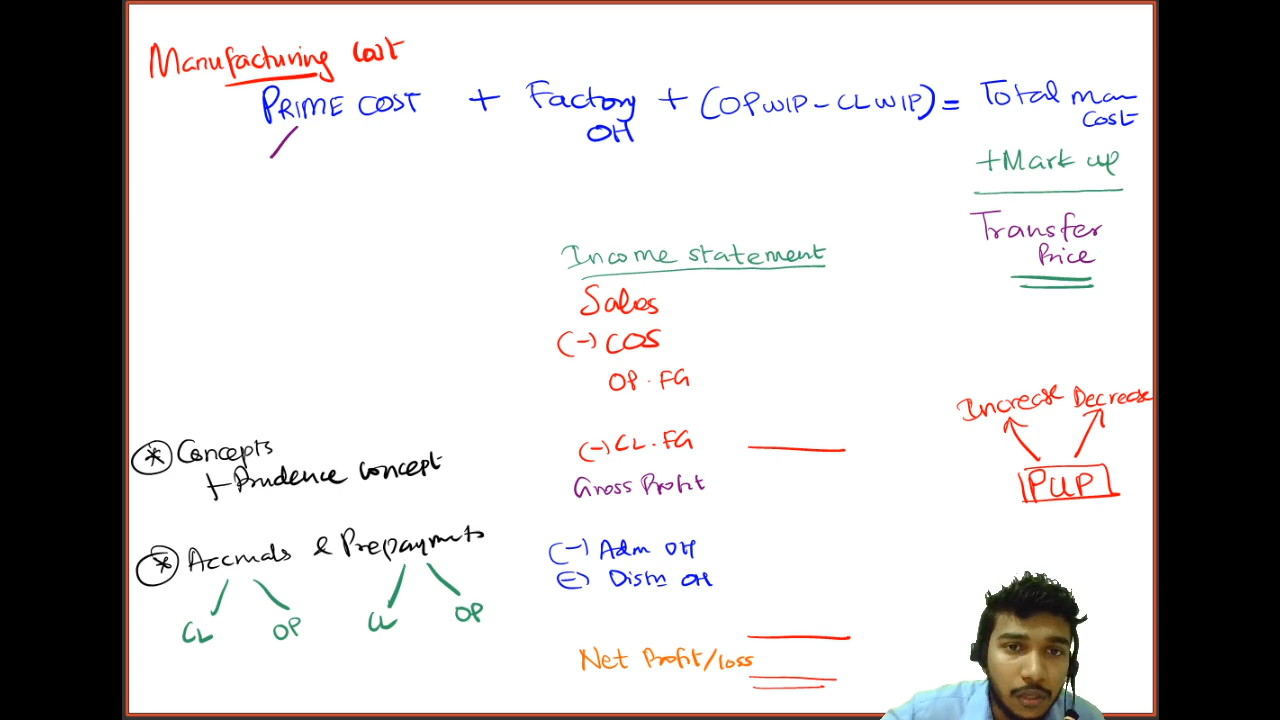 Manufacturing Cost
PRIME COST + Factory OH + (OPWIP - CLWIP) = Total man cost
+Mark up
Transfer Price
Income statement
Sales
(-) COS
OP. FG
(-) CL. FG
Gross Profit
(-) Adm OH
(-) Distn OH
Net Profit/loss
Increase Decrease
PUP
* Concepts
+ Prudence concept
* Accruals & Prepayments
CL OP CL OP